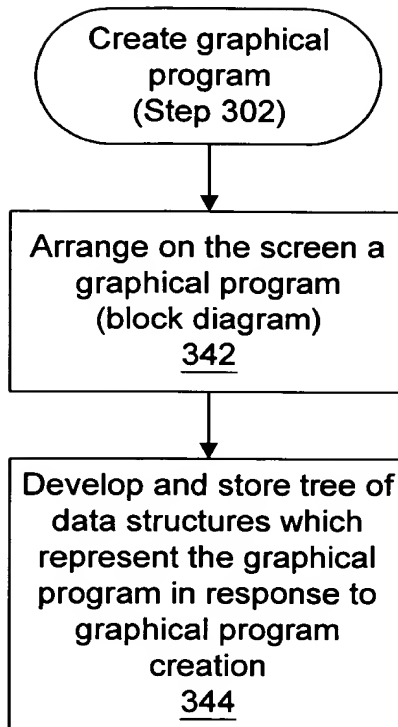 Create graphical
program
(Step 302)
Arrange on the screen a
graphical program
(block diagram)
342
Develop and store tree of
data structures which
represent the graphical
program in response to
graphical program
creation
344